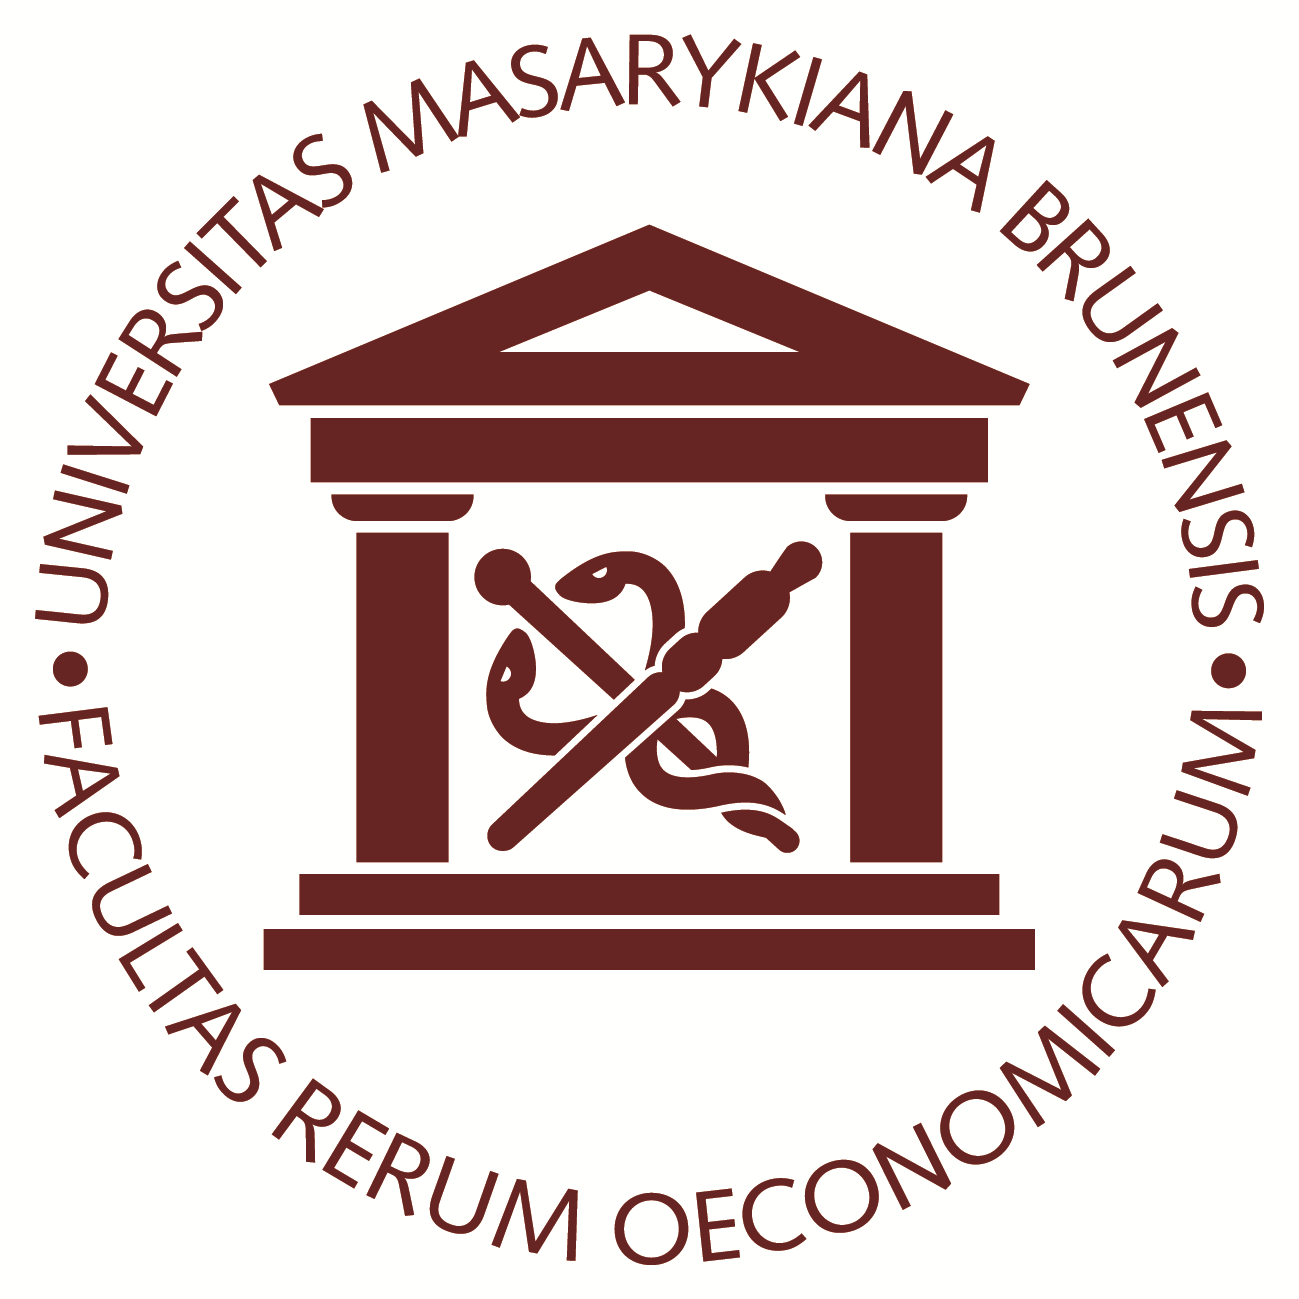 UNIVERSITAS MASARYKIANA BRUNENSIS
• FACULTAS RERUM OECONOMICARUM •